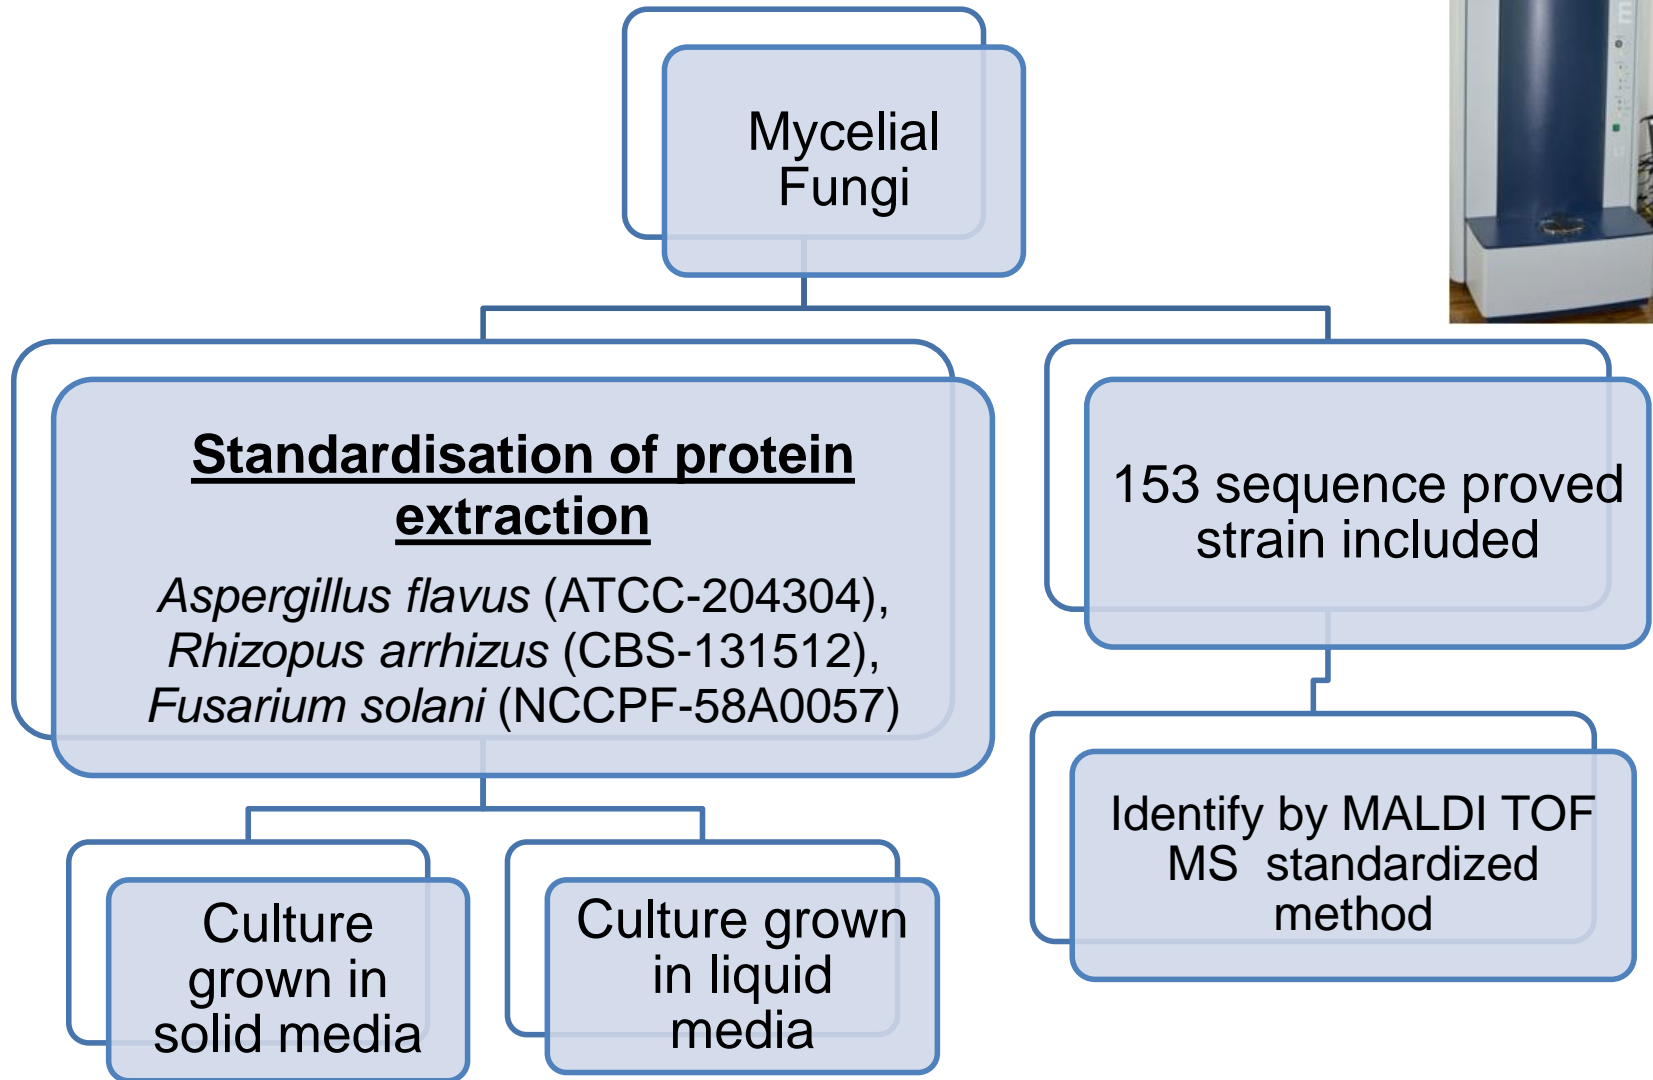 Mycelial
Fungi
Standardisation of protein
extraction
Aspergillus flavus (ATCC-204304),
Rhizopus arrhizus (CBS-131512),
Fusarium solani (NCCPF-58A0057)
153 sequence proved
strain included
Culture
grown in
solid media
Culture grown
in liquid
media
Identify by MALDI TOF
MS standardized
method